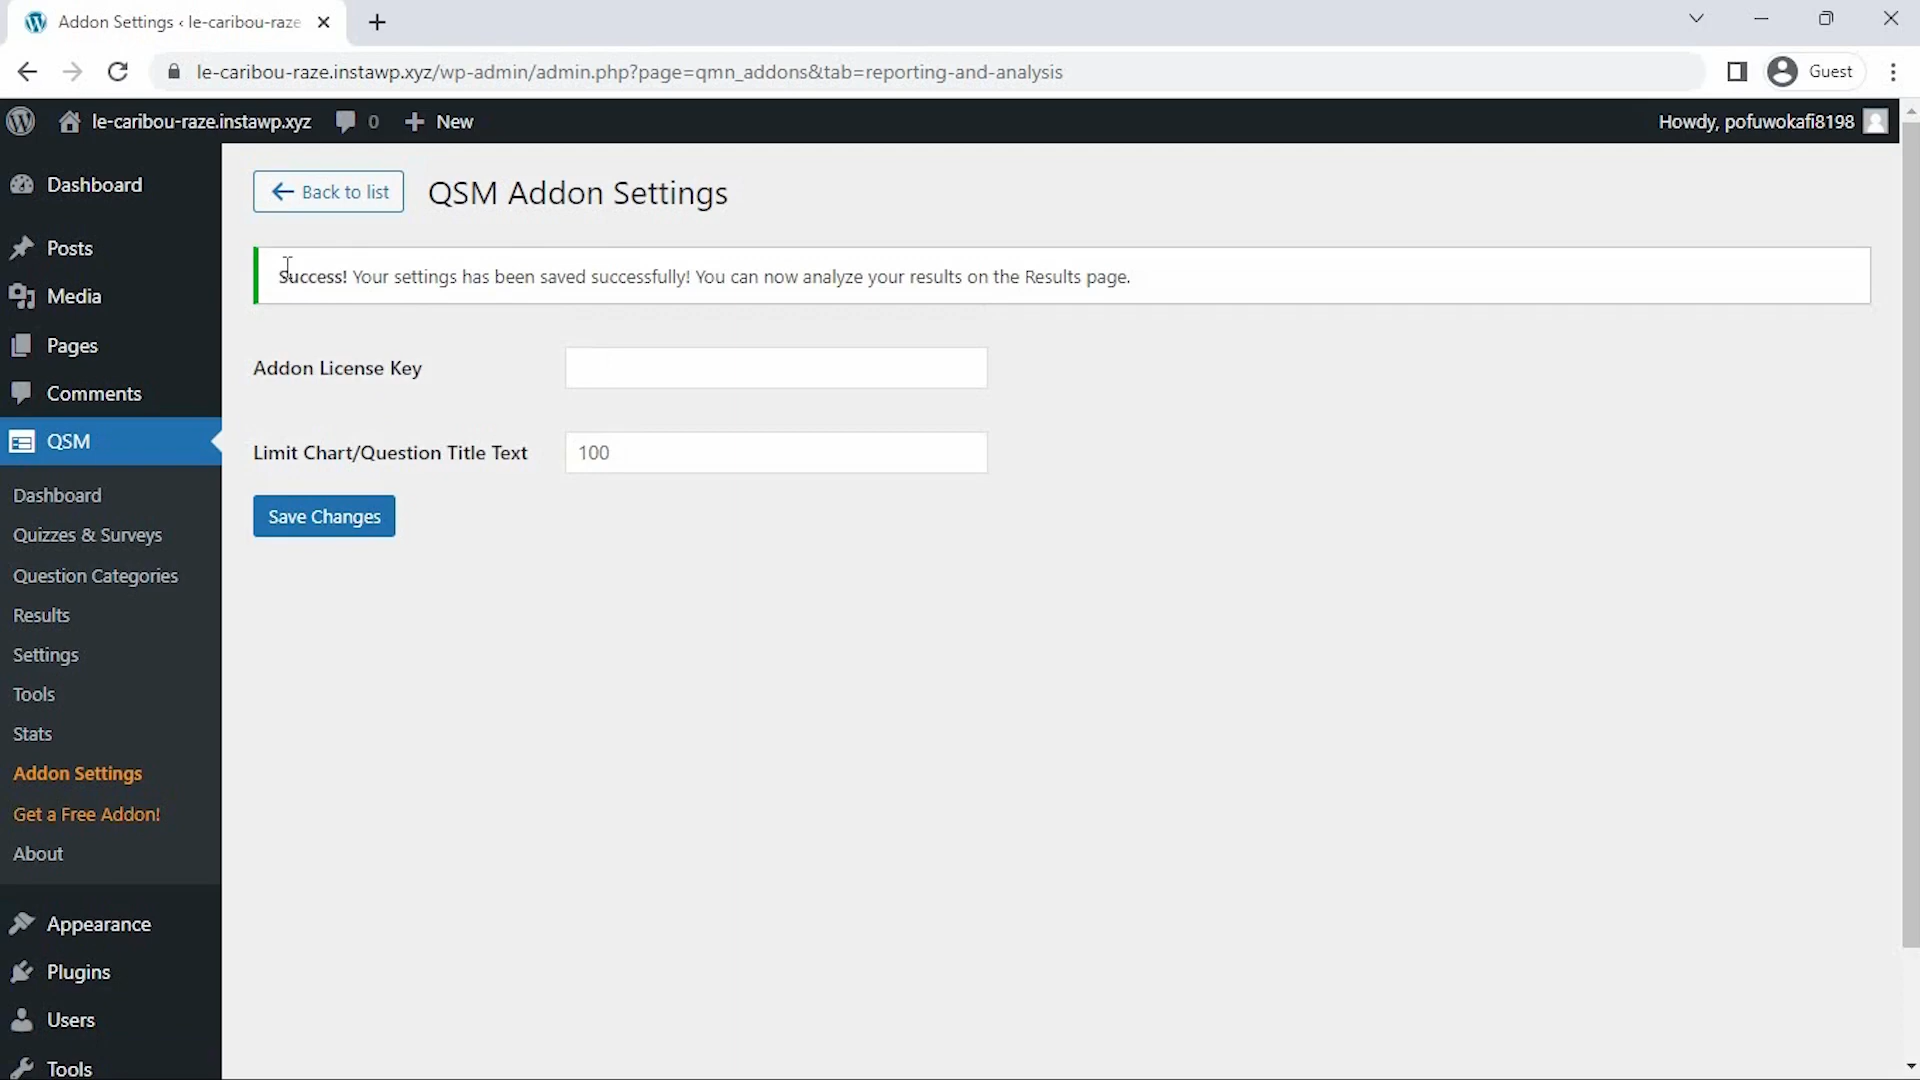 Addon Settings ‹ le-caribou-raze
le-caribou-raze.instawp.xyz/wp-admin/admin.php?page=qmn_addons&tab=reporting-and-analysis
Guest
le-caribou-raze.instawp.xyz
0
New
Howdy, pofuwokafi8198
Dashboard
Posts
Media
Pages
Comments
QSM
Dashboard
Quizzes & Surveys
Question Categories
Results
Settings
Tools
Stats
Addon Settings
Get a Free Addon!
About
Appearance
Plugins
Users
Tools
Back to list
QSM Addon Settings
Success! Your settings has been saved successfully! You can now analyze your results on the Results page.
Addon License Key
Limit Chart/Question Title Text
100
Save Changes